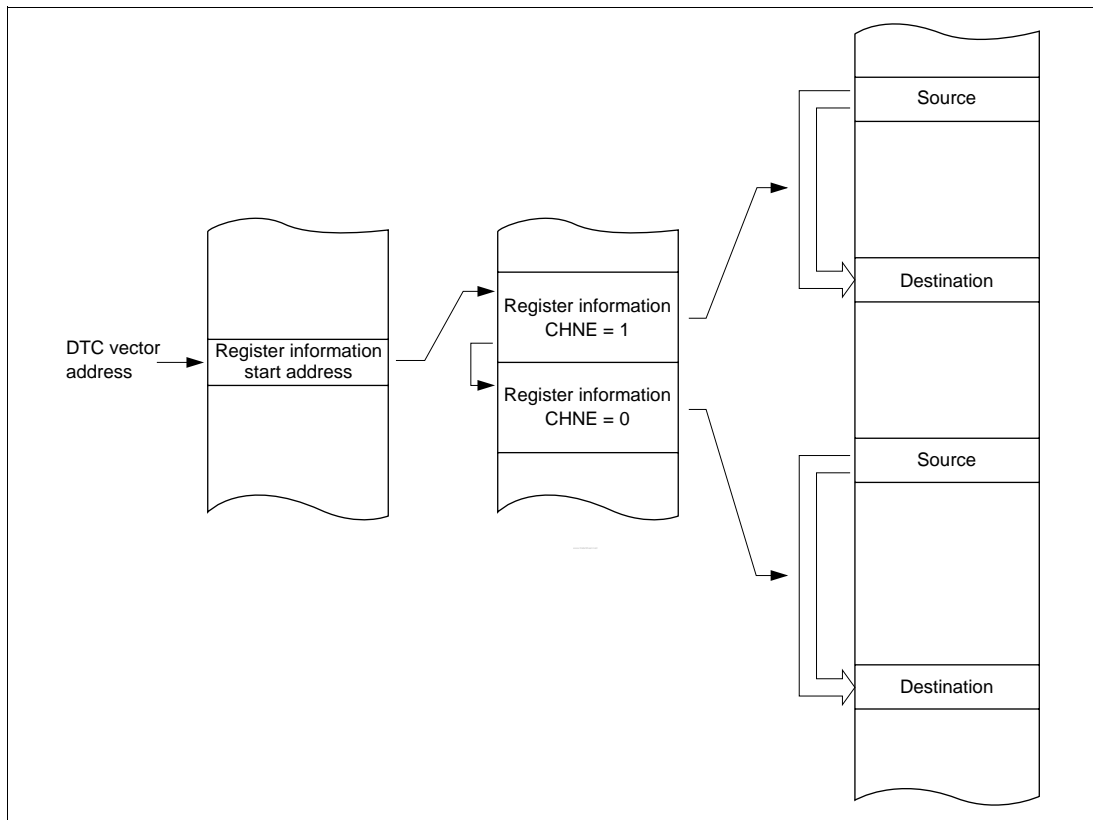 DTC vector
address
Register information
start address
Register information
CHNE = 1
Register information
CHNE = 0
Source
Destination
Source
Destination